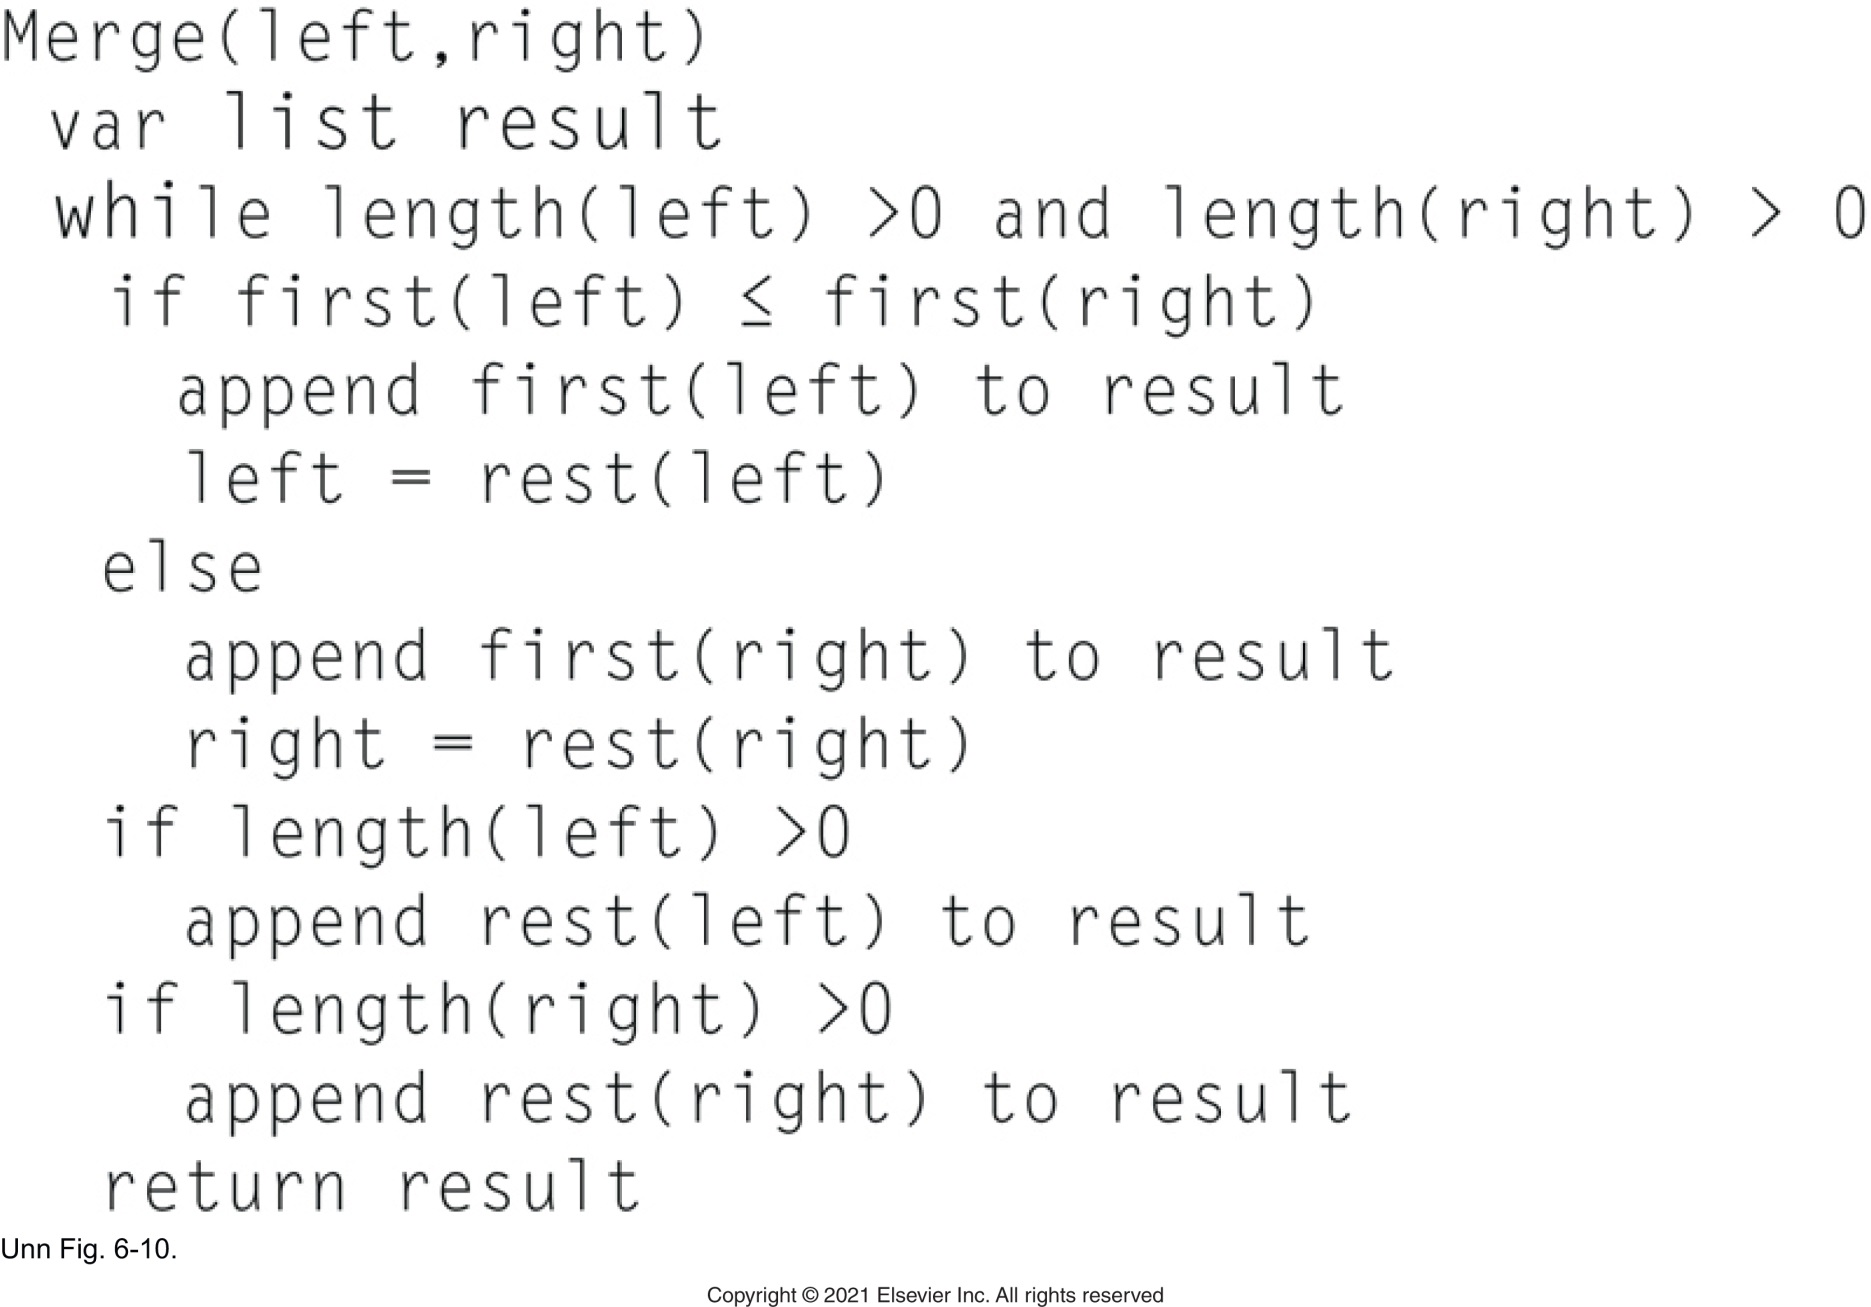 Merge(left,right)
var list result
while length(left) >0 and length(right) > 0
if first(left) ≤ first(right)
append first(left) to result
left = rest(left)
else
append first(right) to result
right = rest(right)
if length(left) >0
append rest(left) to result
if length(right) >0
append rest(right) to result
return result
Unn Fig. 6-10.
Copyright © 2021 Elsevier Inc. All rights reserved